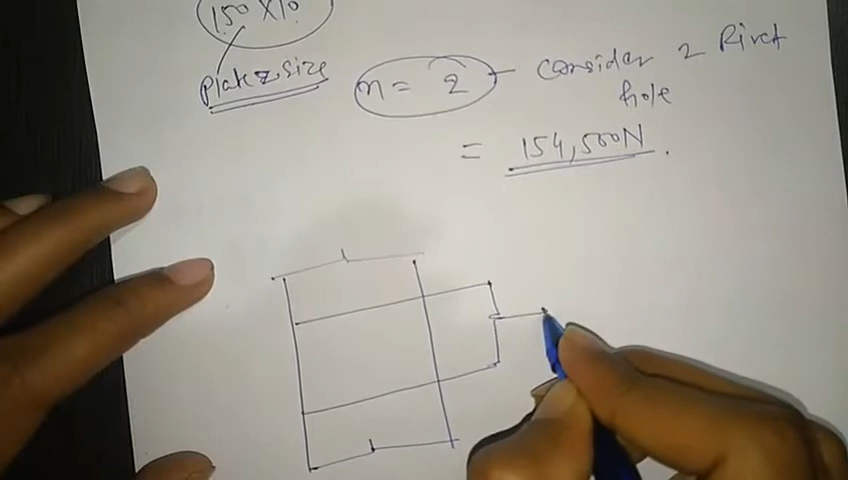 150 X 10
Plate size
n = 2 - consider 2 Rivet
hole
= 154,500N.